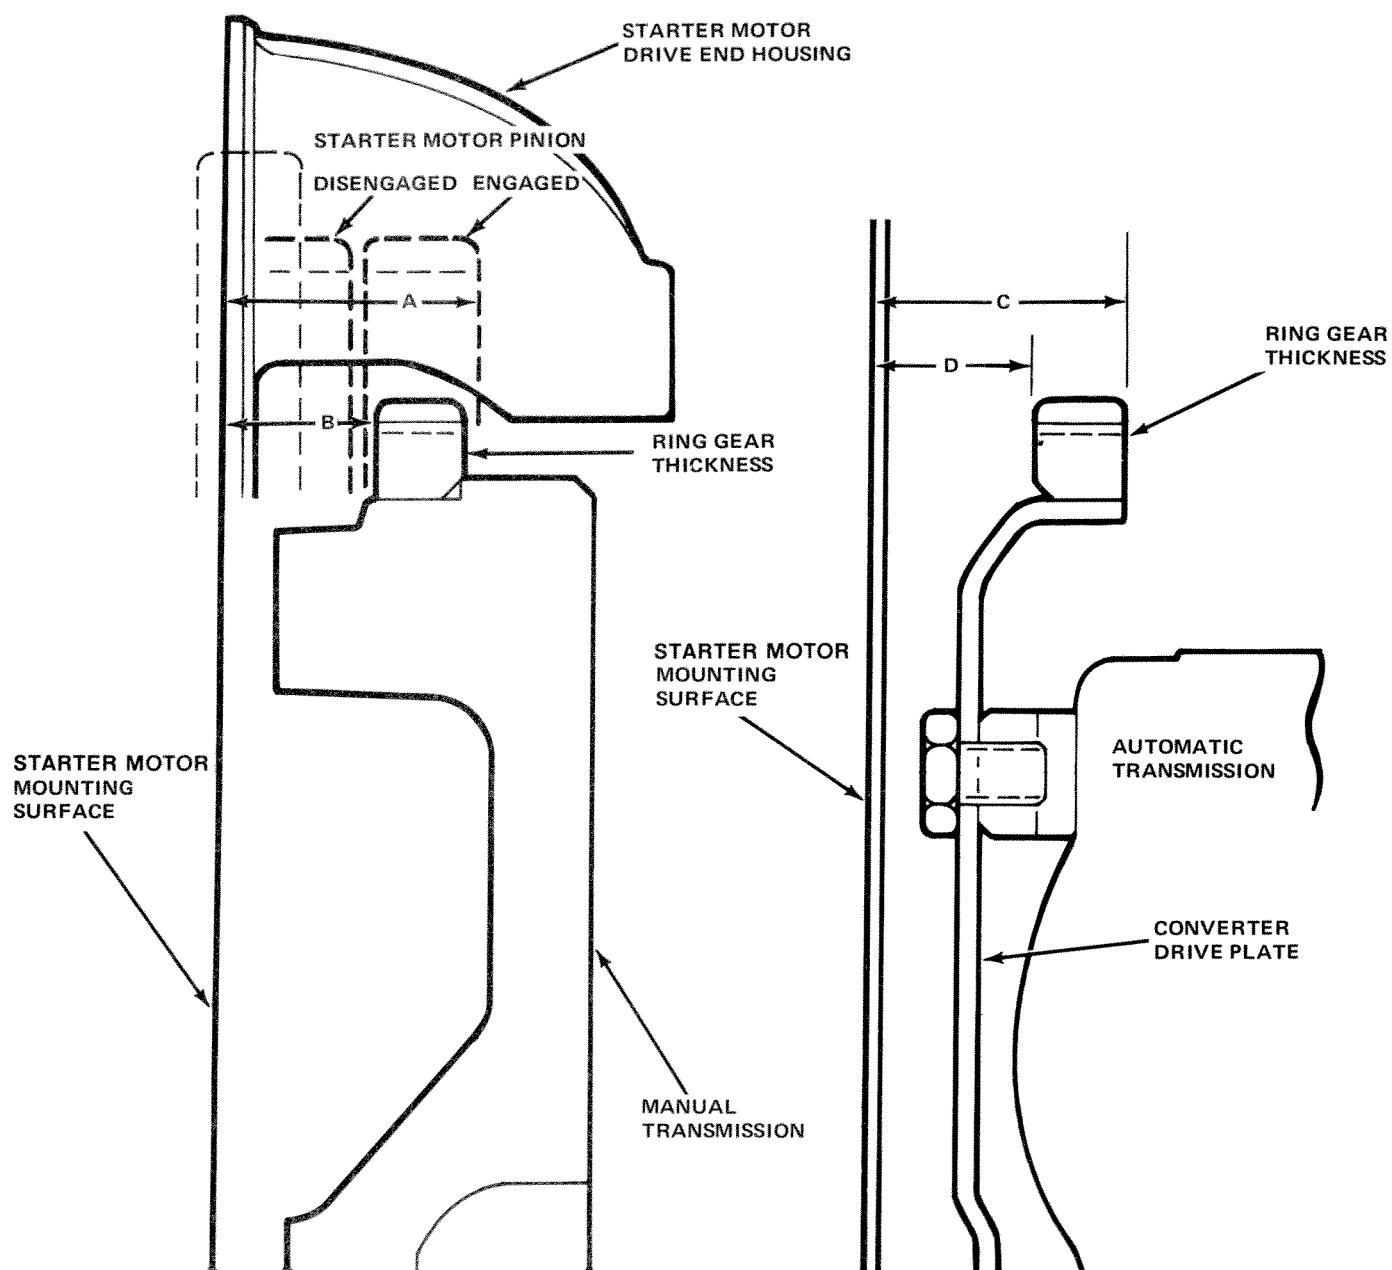 STARTER MOTOR
DRIVE END HOUSING
STARTER MOTOR PINION
DISENGAGED ENGAGED
A
B
RING GEAR
THICKNESS
C
D
RING GEAR
THICKNESS
STARTER MOTOR
MOUNTING
SURFACE
STARTER MOTOR
MOUNTING
SURFACE
AUTOMATIC
TRANSMISSION
CONVERTER
DRIVE PLATE
MANUAL
TRANSMISSION